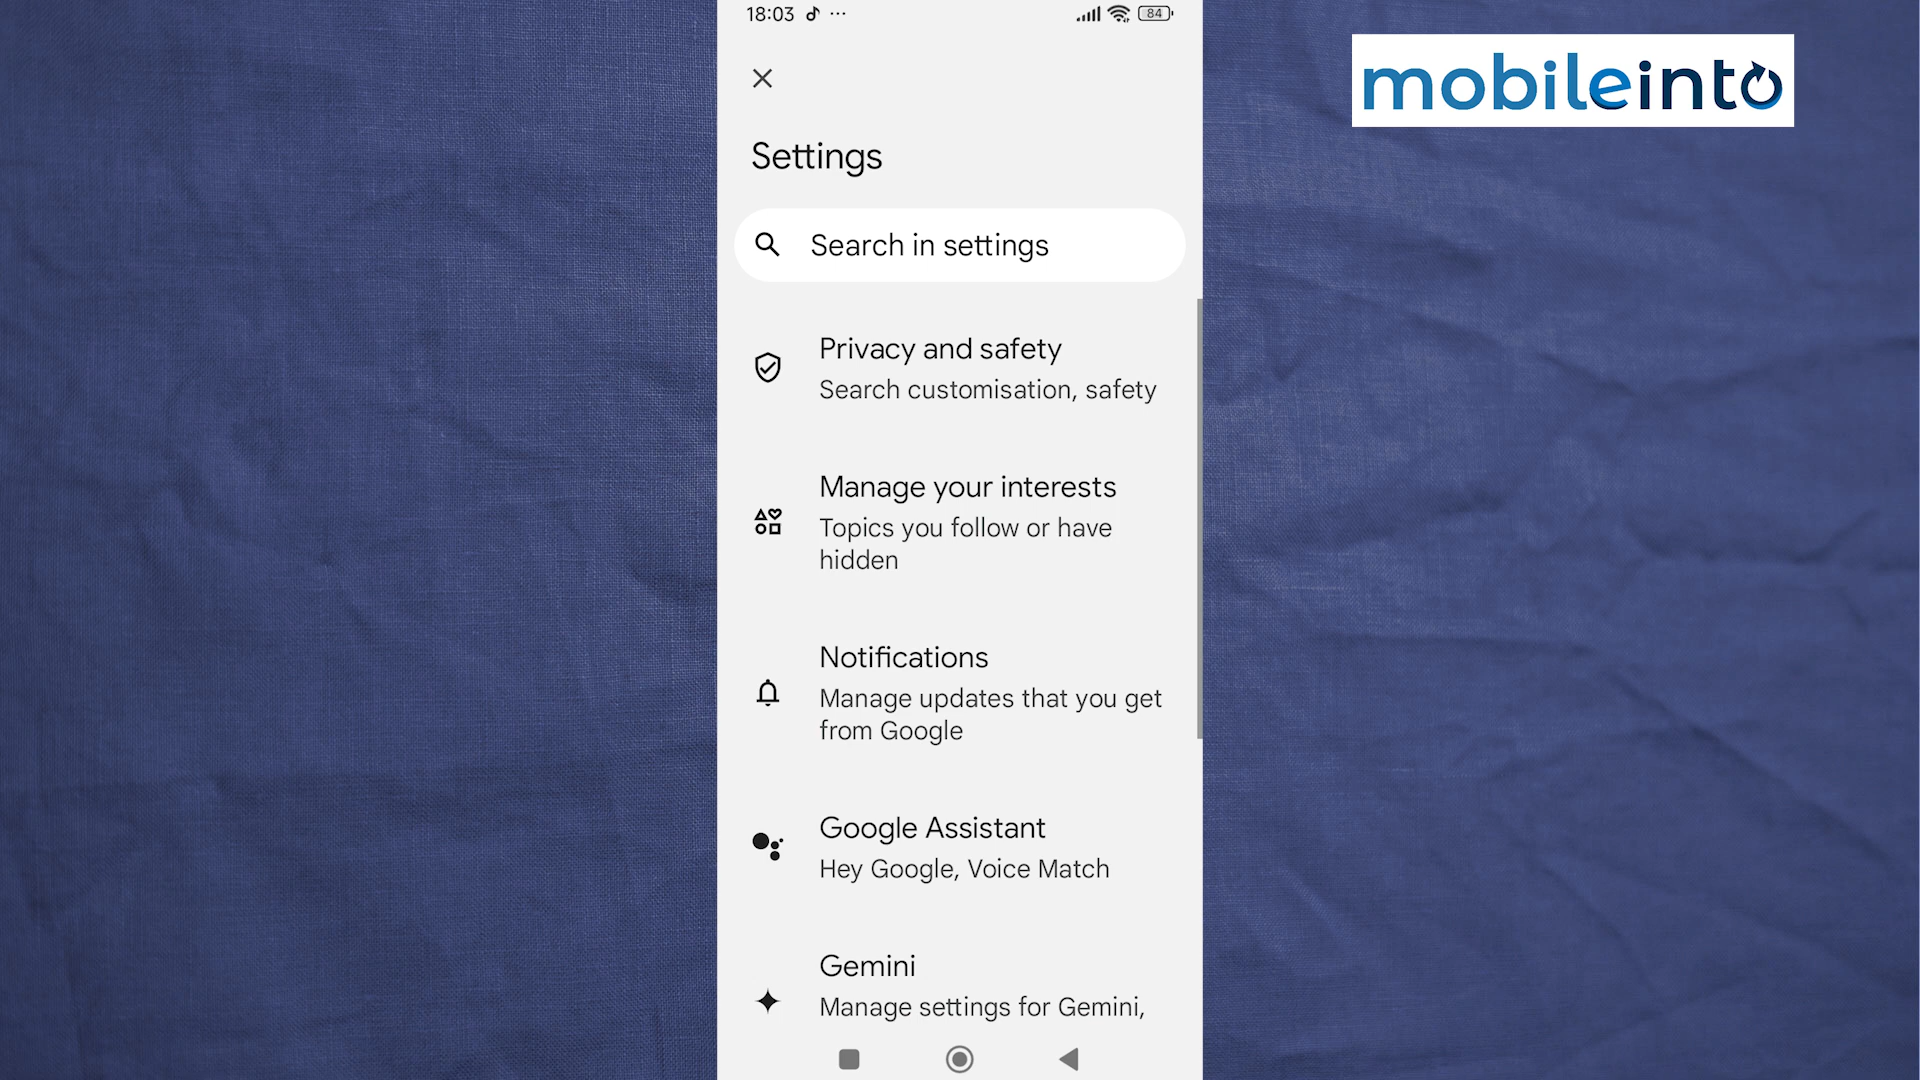 18:03
84
mobileinto
Settings
Search in settings
Privacy and safety
Search customisation, safety
Manage your interests
Topics you follow or have
hidden
Notifications
Manage updates that you get
from Google
Google Assistant
Hey Google, Voice Match
Gemini
Manage settings for Gemini,